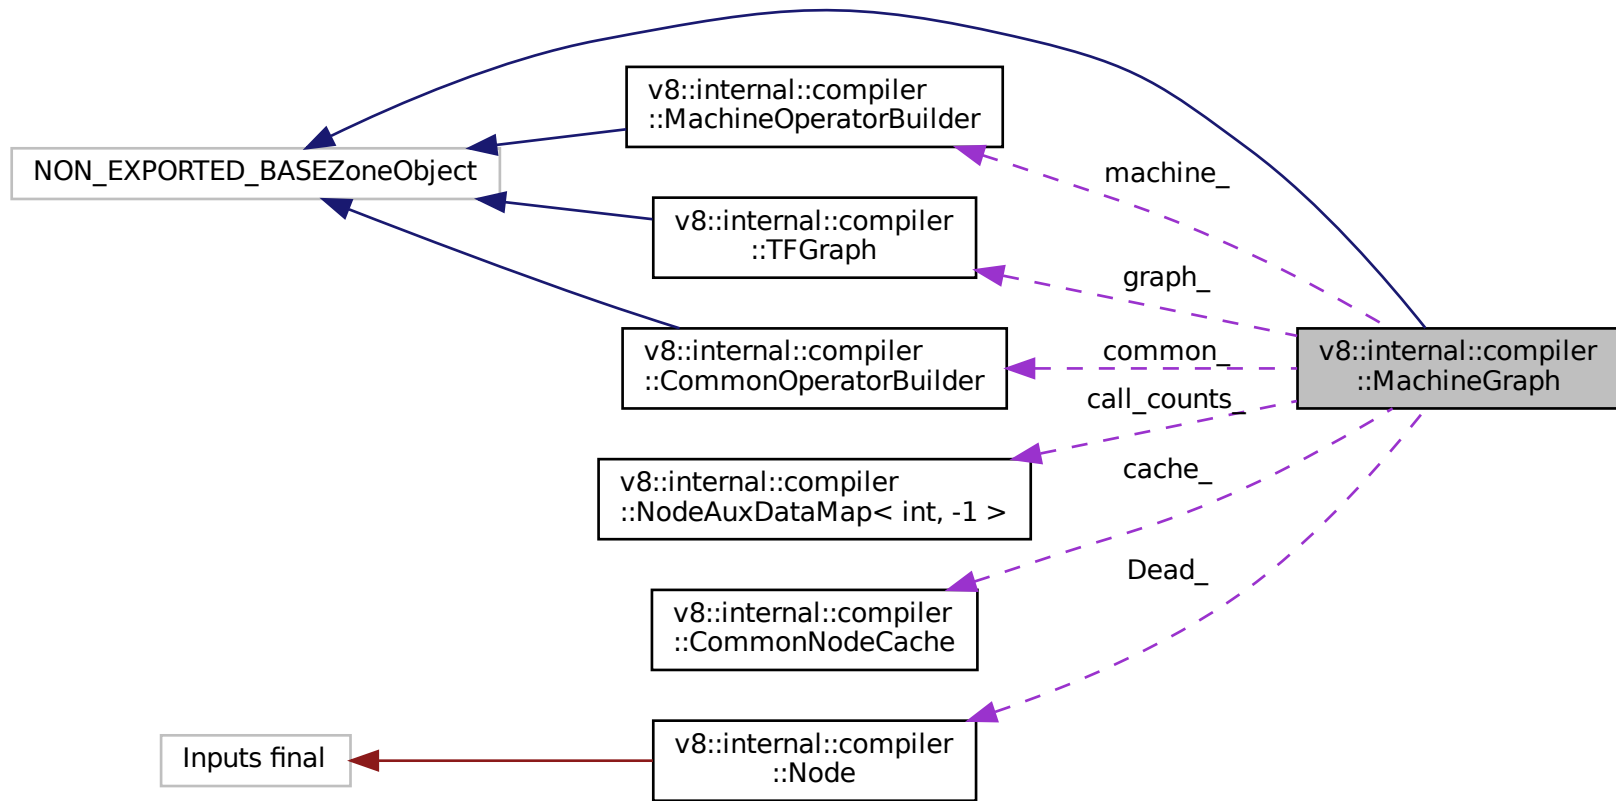 v8::internal::compiler
::MachineOperatorBuilder
NON_EXPORTED_BASEZoneObject
machine_
v8::internal::compiler
::TFGraph
graph_
v8::internal::compiler
::CommonOperatorBuilder
common_
v8::internal::compiler
::MachineGraph
call_counts_
v8::internal::compiler
::NodeAuxDataMap< int, -1 >
cache_
v8::internal::compiler
::CommonNodeCache
Dead_
Inputs final
v8::internal::compiler
::Node